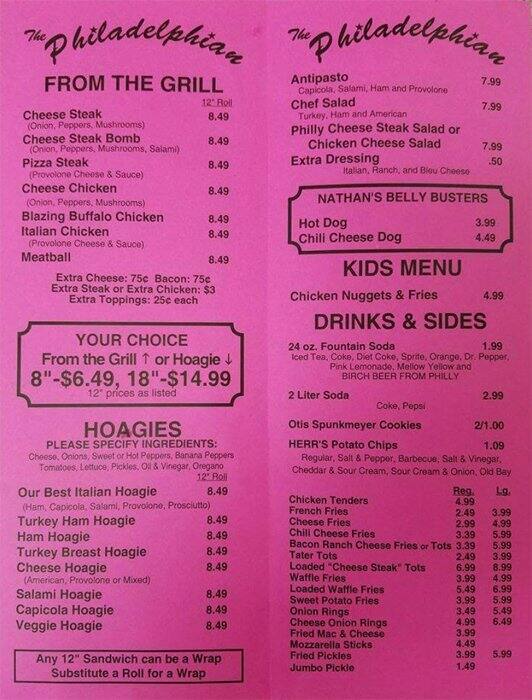 The Philadelphian
FROM THE GRILL
12" Roll
Cheese Steak 8.49
(Onion, Peppers, Mushrooms)
Cheese Steak Bomb 8.49
(Onion, Peppers, Mushrooms, Salami)
Pizza Steak 8.49
(Provolone Cheese & Sauce)
Cheese Chicken 8.49
(Onion, Peppers, Mushrooms)
Blazing Buffalo Chicken 8.49
Italian Chicken 8.49
(Provolone Cheese & Sauce)
Meatball 8.49
Extra Cheese: 75¢ Bacon: 75¢
Extra Steak or Extra Chicken: $3
Extra Toppings: 25¢ each
YOUR CHOICE
From the Grill ↑ or Hoagie ↓
8"-$6.49, 18"-$14.99
12" prices as listed
HOAGIES
PLEASE SPECIFY INGREDIENTS:
Cheese, Onions, Sweet or Hot Peppers, Banana Peppers
Tomatoes, Lettuce, Pickles, Oil & Vinegar, Oregano
12" Roll
Our Best Italian Hoagie 8.49
(Ham, Capicola, Salami, Provolone, Prosciutto)
Turkey Ham Hoagie 8.49
Ham Hoagie 8.49
Turkey Breast Hoagie 8.49
Cheese Hoagie 8.49
(American, Provolone or Mixed)
Salami Hoagie 8.49
Capicola Hoagie 8.49
Veggie Hoagie 8.49
Any 12" Sandwich can be a Wrap
Substitute a Roll for a Wrap
The Philadelphian
Antipasto 7.99
Capicola, Salami, Ham and Provolone
Chef Salad 7.99
Turkey, Ham and American
Philly Cheese Steak Salad or
Chicken Cheese Salad 7.99
Extra Dressing .50
Italian, Ranch, and Bleu Cheese
NATHAN'S BELLY BUSTERS
Hot Dog 3.99
Chili Cheese Dog 4.49
KIDS MENU
Chicken Nuggets & Fries 4.99
DRINKS & SIDES
24 oz. Fountain Soda 1.99
Iced Tea, Coke, Diet Coke, Sprite, Orange, Dr. Pepper,
Pink Lemonade, Mellow Yellow and
BIRCH BEER FROM PHILLY
2 Liter Soda 2.99
Coke, Pepsi
Otis Spunkmeyer Cookies 2/1.00
HERR'S Potato Chips 1.09
Regular, Salt & Pepper, Barbecue, Salt & Vinegar,
Cheddar & Sour Cream, Sour Cream & Onion, Old Bay
Reg. Lg.
Chicken Tenders 4.99
French Fries 2.49 3.99
Cheese Fries 2.99 4.99
Chili Cheese Fries 3.39 5.99
Bacon Ranch Cheese Fries or Tots 3.39 5.99
Tater Tots 2.49 3.99
Loaded "Cheese Steak" Tots 6.99 8.99
Waffle Fries 3.99 4.99
Loaded Waffle Fries 5.49 6.99
Sweet Potato Fries 3.99 5.99
Onion Rings 3.49 5.49
Cheese Onion Rings 4.99 6.49
Fried Mac & Cheese 3.99
Mozzarella Sticks 4.49
Fried Pickles 3.99 5.99
Jumbo Pickle 1.49